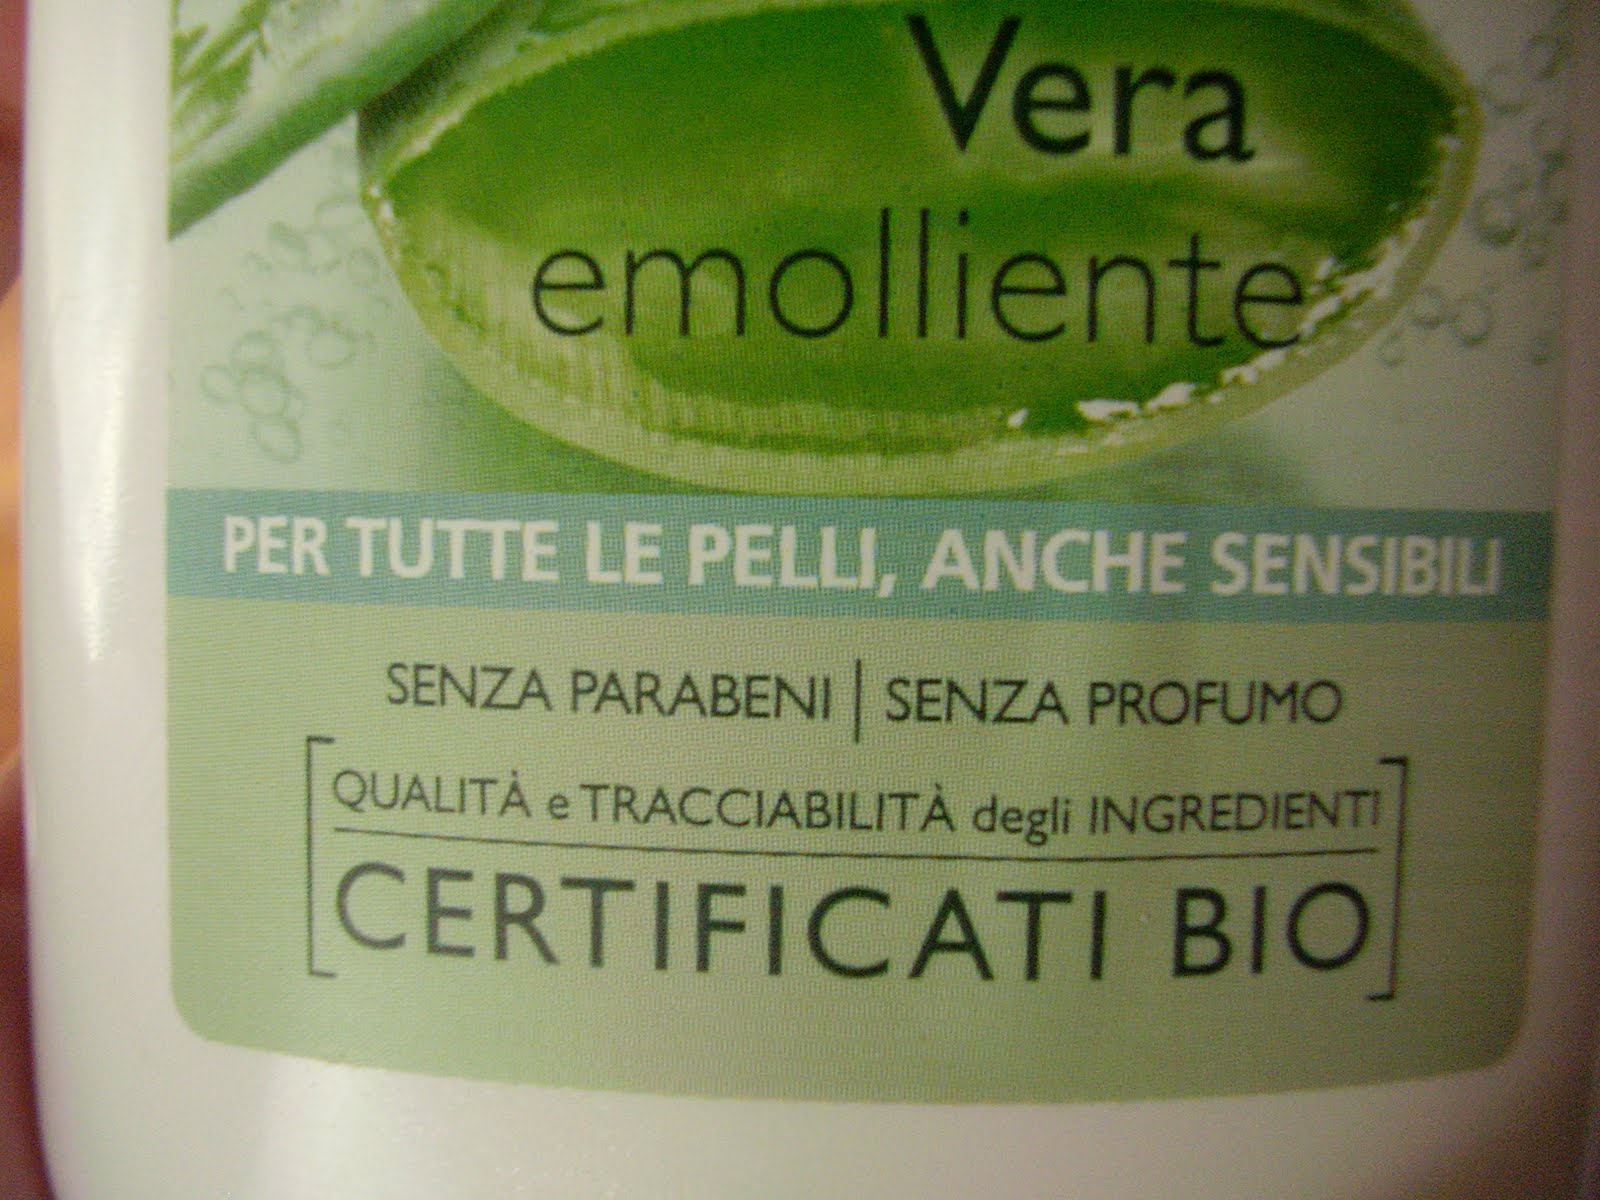 Vera
emolliente
PER TUTTE LE PELLI, ANCHE SENSIBILI
SENZA PARABENI | SENZA PROFUMO
QUALITÀ e TRACCIABILITÀ degli INGREDIENTI
CERTIFICATI BIO